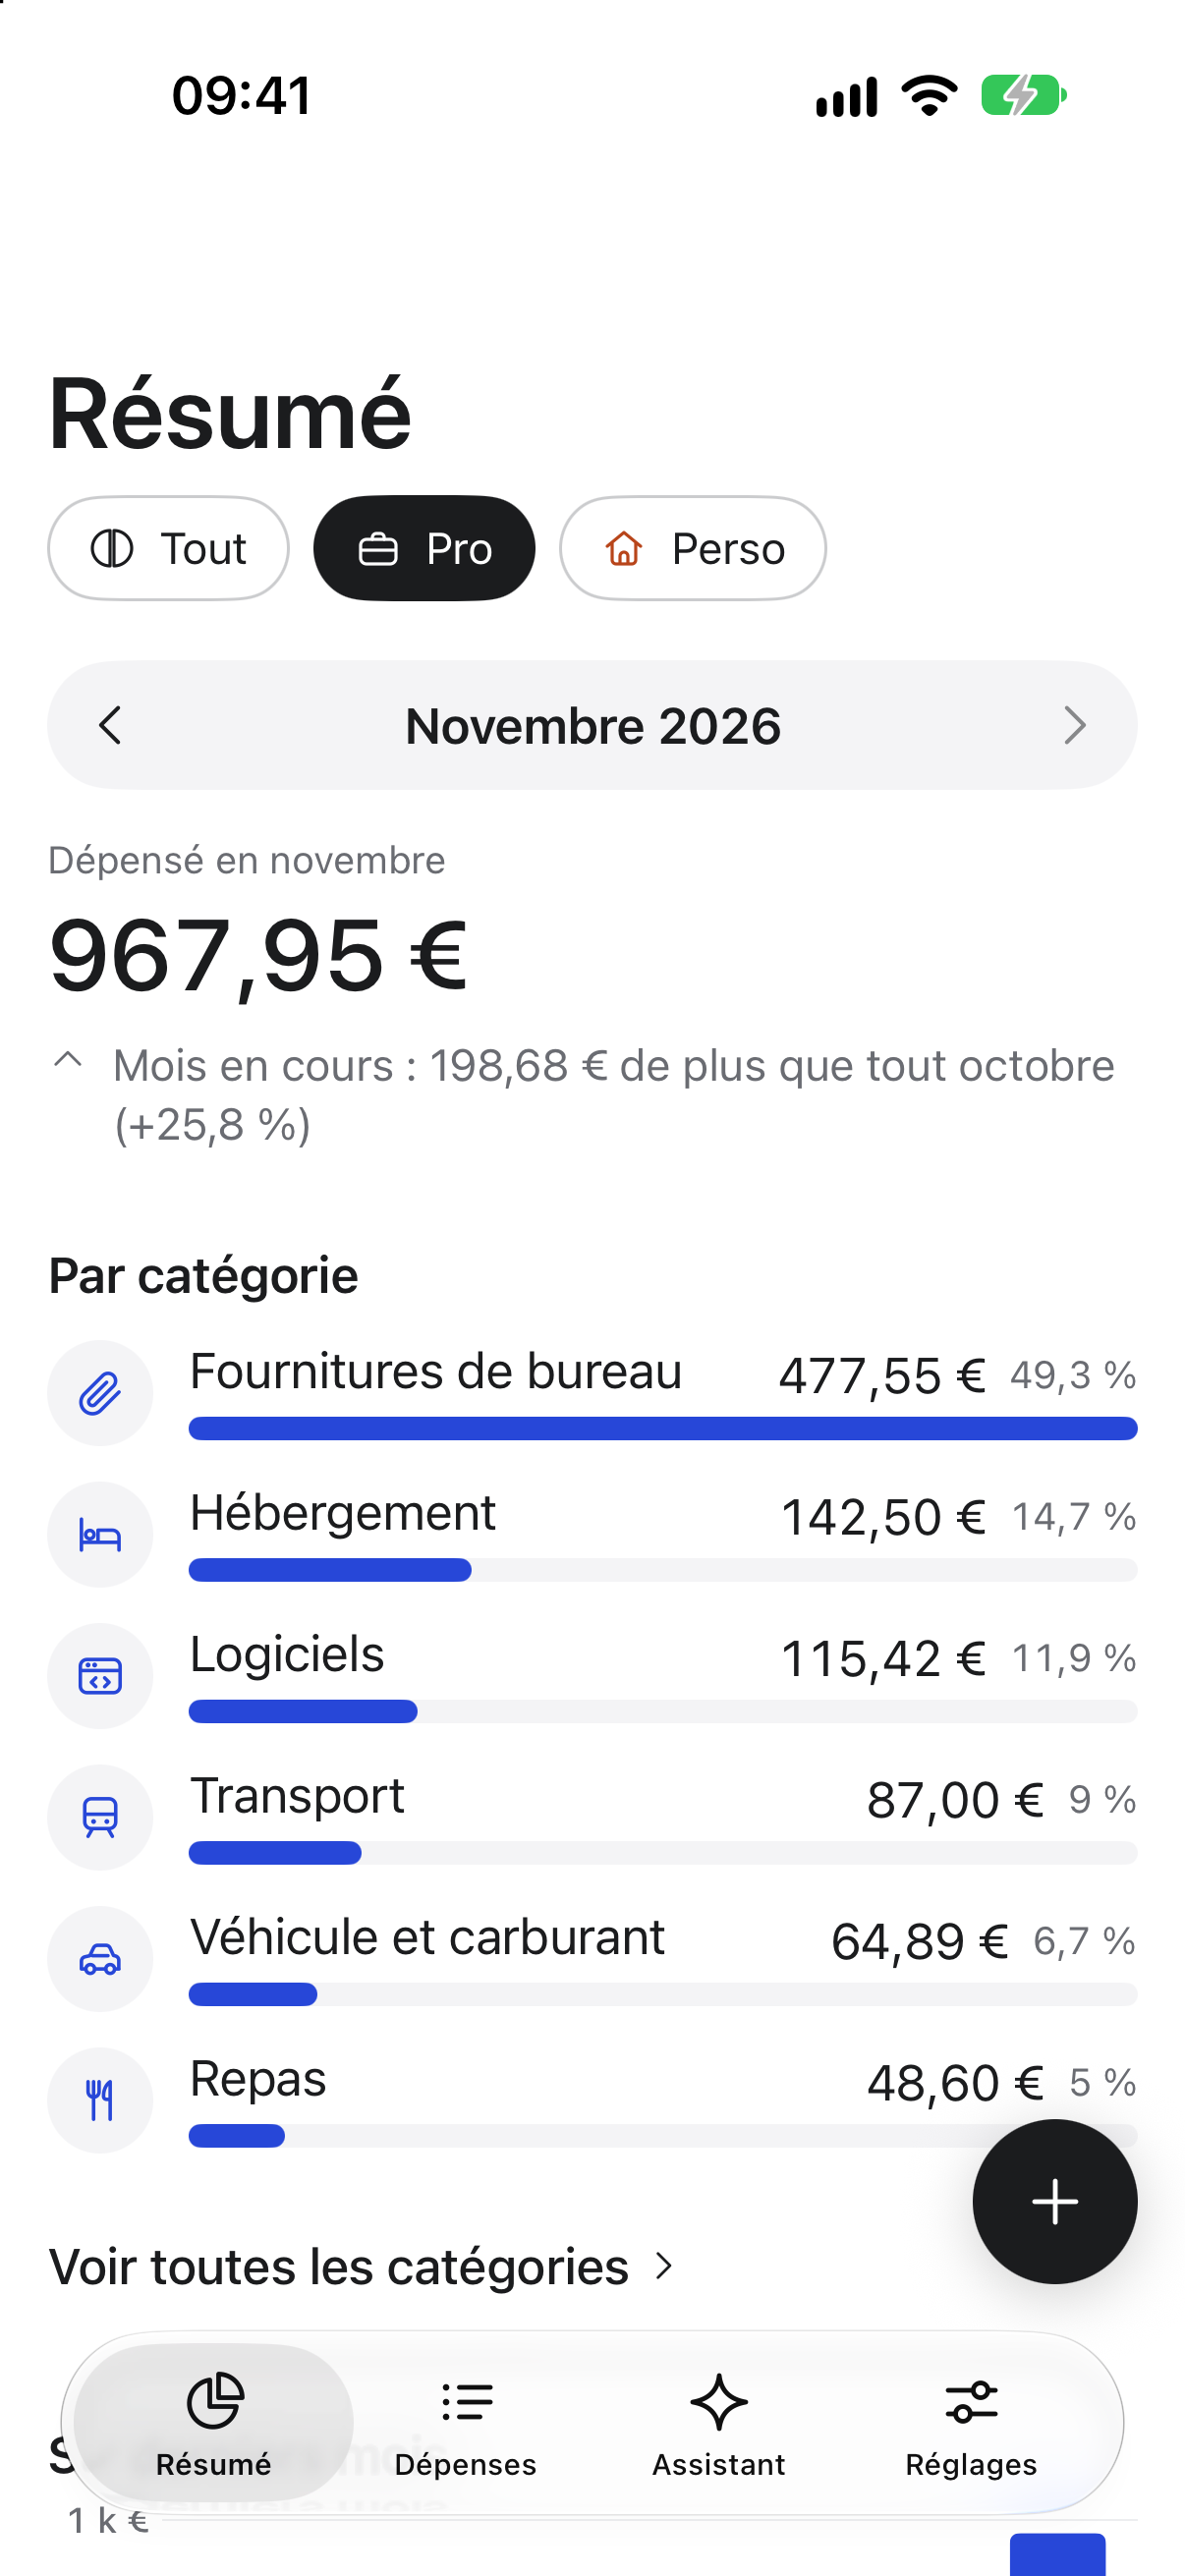 09:41
Résumé
Tout
Pro
Perso
Novembre 2026
Dépensé en novembre
967,95 €
Mois en cours : 198,68 € de plus que tout octobre
(+25,8 %)
Par catégorie
Fournitures de bureau 477,55 € 49,3 %
Hébergement 142,50 € 14,7 %
Logiciels 115,42 € 11,9 %
Transport 87,00 € 9 %
Véhicule et carburant 64,89 € 6,7 %
Repas 48,60 € 5 %
Voir toutes les catégories
Résumé
Dépenses
Assistant
Réglages
1 k €